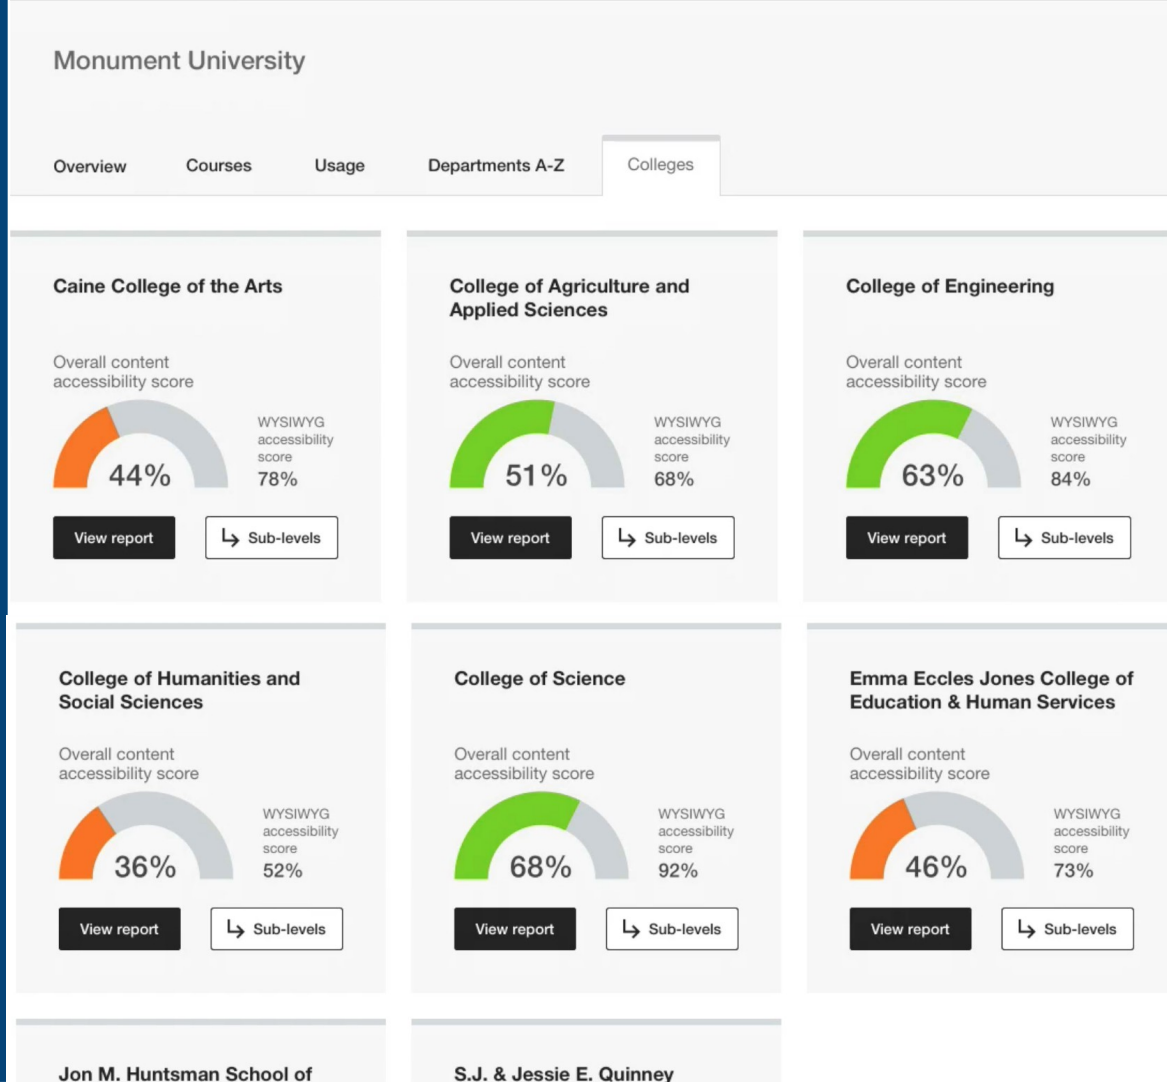 Monument University
Overview Courses Usage Departments A-Z Colleges
Caine College of the Arts
Overall content
accessibility score
44%
WYSIWYG
accessibility
score
78%
View report
Sub-levels
College of Agriculture and
Applied Sciences
Overall content
accessibility score
51%
WYSIWYG
accessibility
score
68%
View report
Sub-levels
College of Engineering
Overall content
accessibility score
63%
WYSIWYG
accessibility
score
84%
View report
Sub-levels
College of Humanities and
Social Sciences
Overall content
accessibility score
36%
WYSIWYG
accessibility
score
52%
View report
Sub-levels
College of Science
Overall content
accessibility score
68%
WYSIWYG
accessibility
score
92%
View report
Sub-levels
Emma Eccles Jones College of
Education & Human Services
Overall content
accessibility score
46%
WYSIWYG
accessibility
score
73%
View report
Sub-levels
Jon M. Huntsman School of
S.J. & Jessie E. Quinney